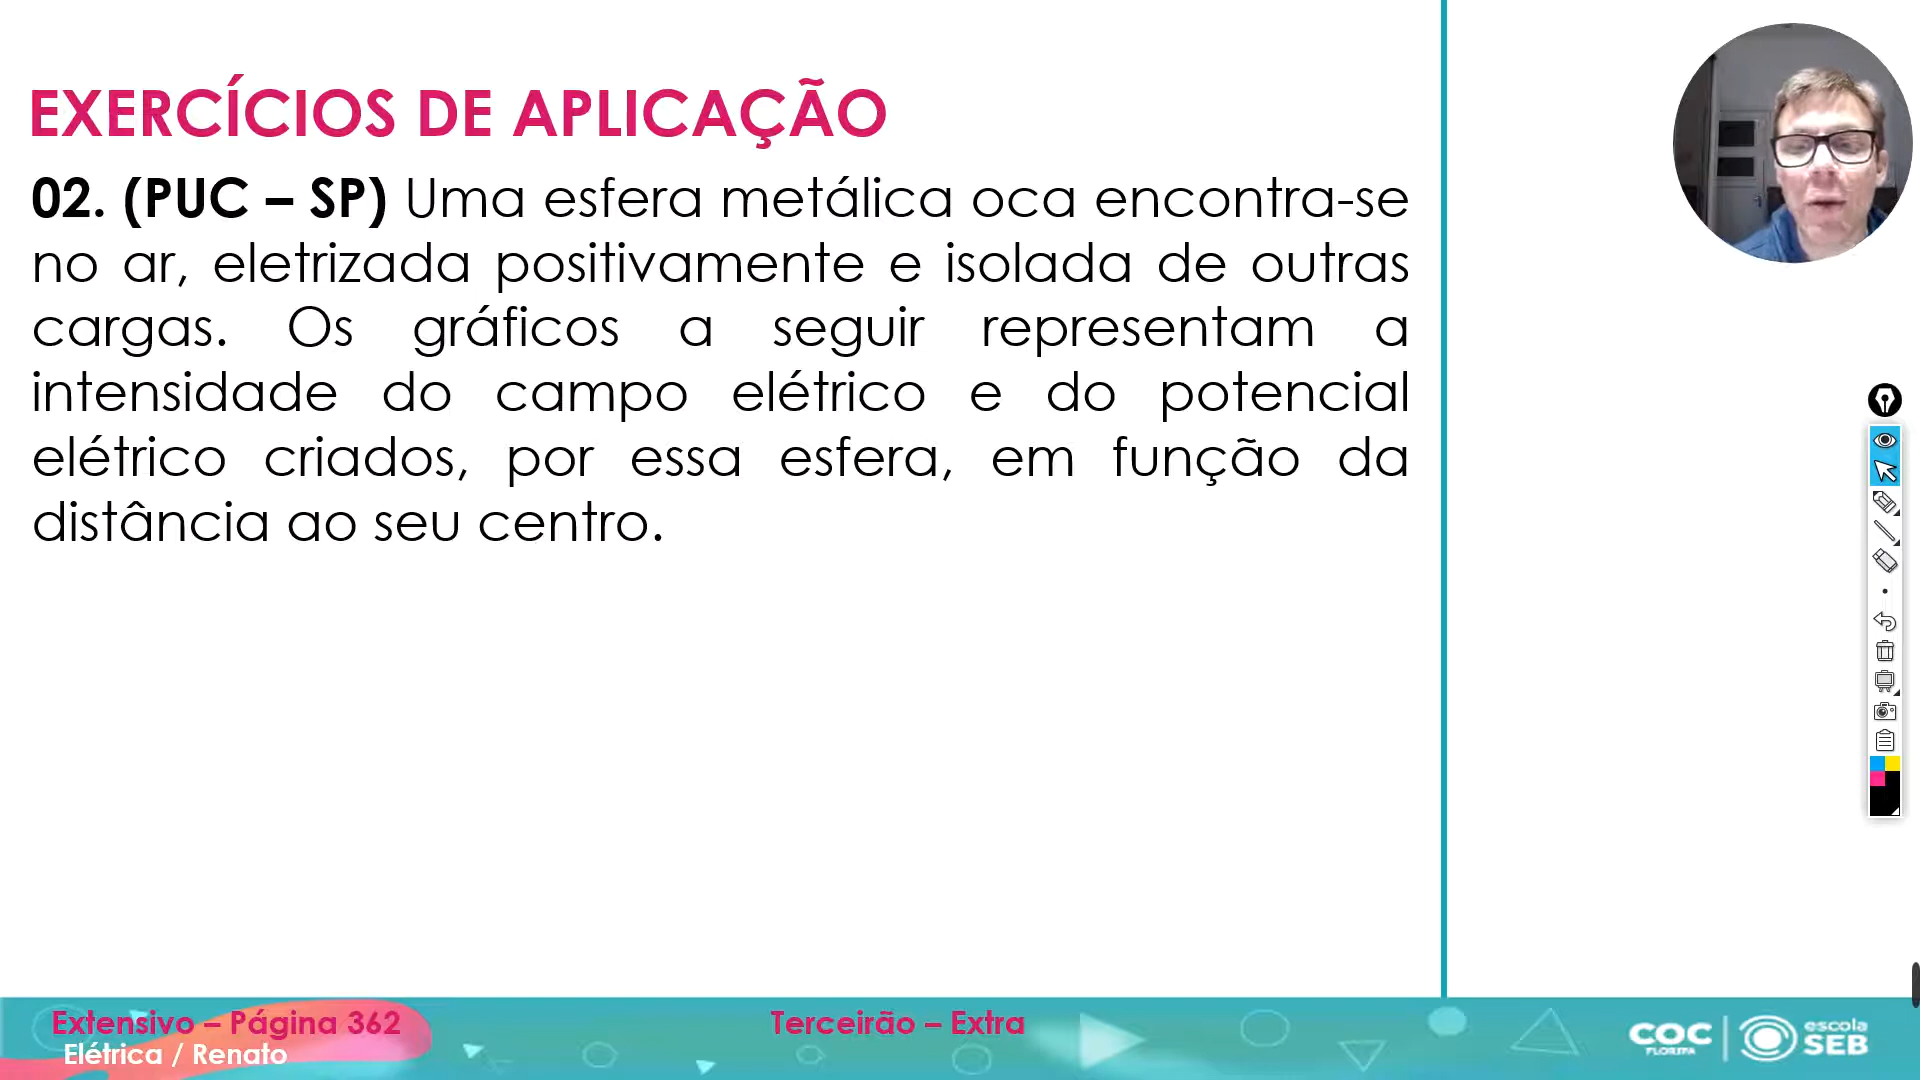 EXERCÍCIOS DE APLICAÇÃO
02. (PUC – SP) Uma esfera metálica oca encontra-se
no ar, eletrizada positivamente e isolada de outras
cargas. Os gráficos a seguir representam a
intensidade do campo elétrico e do potencial
elétrico criados, por essa esfera, em função da
distância ao seu centro.
Extensivo – Página 362
Terceirão – Extra
Elétrica / Renato
COC
FLORIPA
escola
SEB